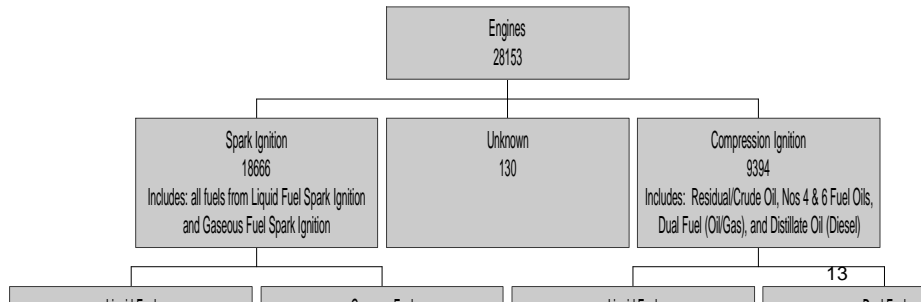 Engines
28153
Spark Ignition
18666
Includes: all fuels from Liquid Fuel Spark Ignition
and Gaseous Fuel Spark Ignition
Unknown
130
Compression Ignition
9394
Includes: Residual/Crude Oil, Nos 4 & 6 Fuel Oils,
Dual Fuel (Oil/Gas), and Distillate Oil (Diesel)
13